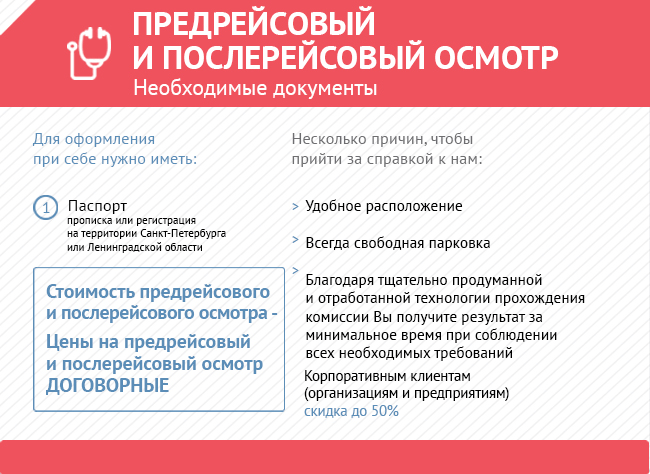 ПРЕДРЕЙСОВЫЙ
И ПОСЛЕРЕЙСОВЫЙ ОСМОТР
Необходимые документы
Для оформления
при себе нужно иметь:
1 Паспорт
прописка или регистрация
на территории Санкт-Петербурга
или Ленинградской области
Стоимость предрейсового
и послерейсового осмотра -
Цены на предрейсовый
и послерейсовый осмотр
ДОГОВОРНЫЕ
Несколько причин, чтобы
прийти за справкой к нам:
> Удобное расположение
> Всегда свободная парковка
>
Благодаря тщательно продуманной
и отработанной технологии прохождения
комиссии Вы получите результат за
минимальное время при соблюдении
всех необходимых требований
Корпоративным клиентам
(организациям и предприятиям)
скидка до 50%